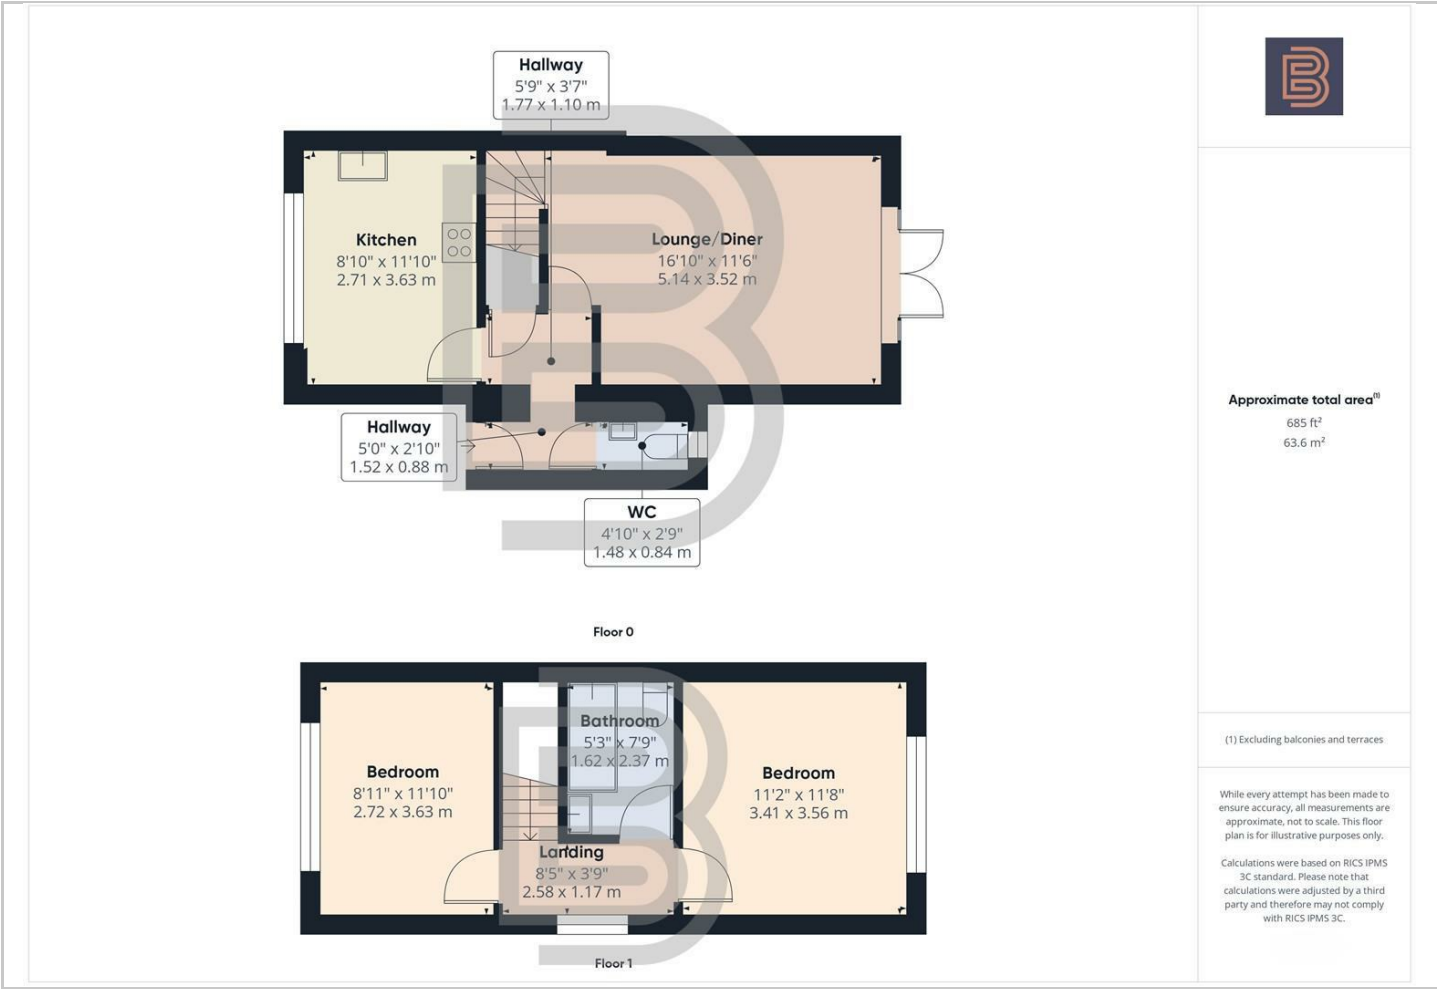 Hallway
5'9" x 3'7"
1.77 x 1.10 m
Kitchen
8'10" x 11'10"
2.71 x 3.63 m
Lounge/Diner
16'10" x 11'6"
5.14 x 3.52 m
Hallway
5'0" x 2'10"
1.52 x 0.88 m
WC
4'10" x 2'9"
1.48 x 0.84 m
Floor 0
Bedroom
8'11" x 11'10"
2.72 x 3.63 m
Bathroom
5'3" x 7'9"
1.62 x 2.37 m
Bedroom
11'2" x 11'8"
3.41 x 3.56 m
Landing
8'5" x 3'9"
2.58 x 1.17 m
Floor 1
B
Approximate total area(1)
685 ft²
63.6 m²
(1) Excluding balconies and terraces
While every attempt has been made to
ensure accuracy, all measurements are
approximate, not to scale. This floor
plan is for illustrative purposes only.
Calculations were based on RICS IPMS
3C standard. Please note that
calculations were adjusted by a third
party and therefore may not comply
with RICS IPMS 3C.